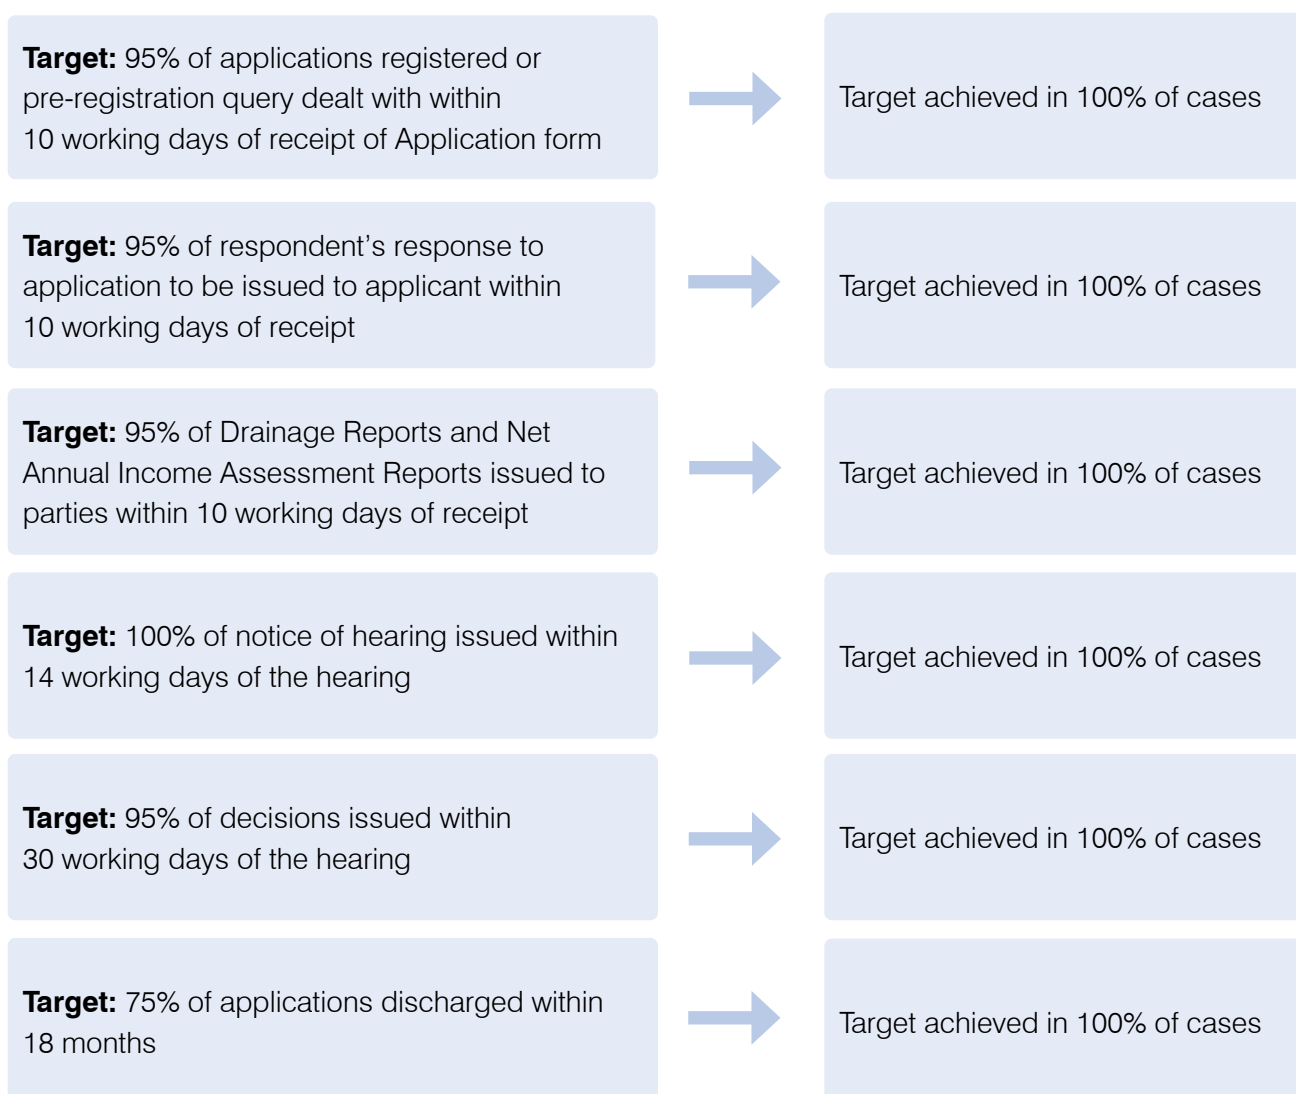 Target: 95% of applications registered or
pre-registration query dealt with within
10 working days of receipt of Application form
Target achieved in 100% of cases
Target: 95% of respondent’s response to
application to be issued to applicant within
10 working days of receipt
Target achieved in 100% of cases
Target: 95% of Drainage Reports and Net
Annual Income Assessment Reports issued to
parties within 10 working days of receipt
Target achieved in 100% of cases
Target: 100% of notice of hearing issued within
14 working days of the hearing
Target achieved in 100% of cases
Target: 95% of decisions issued within
30 working days of the hearing
Target achieved in 100% of cases
Target: 75% of applications discharged within
18 months
Target achieved in 100% of cases